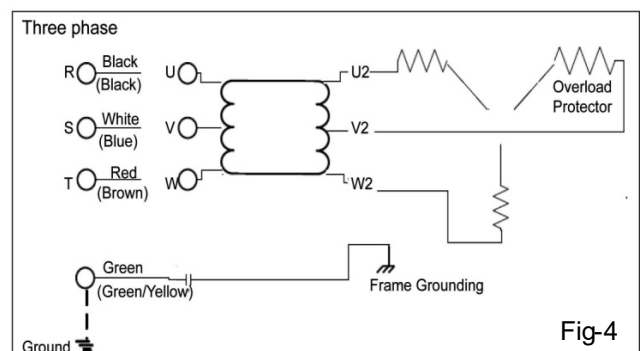 Three phase
R Black (Black) U U2
Overload Protector
S White (Blue) V V2
T Red (Brown) W W2
Green (Green/Yellow)
Frame Grounding
Ground
Fig-4